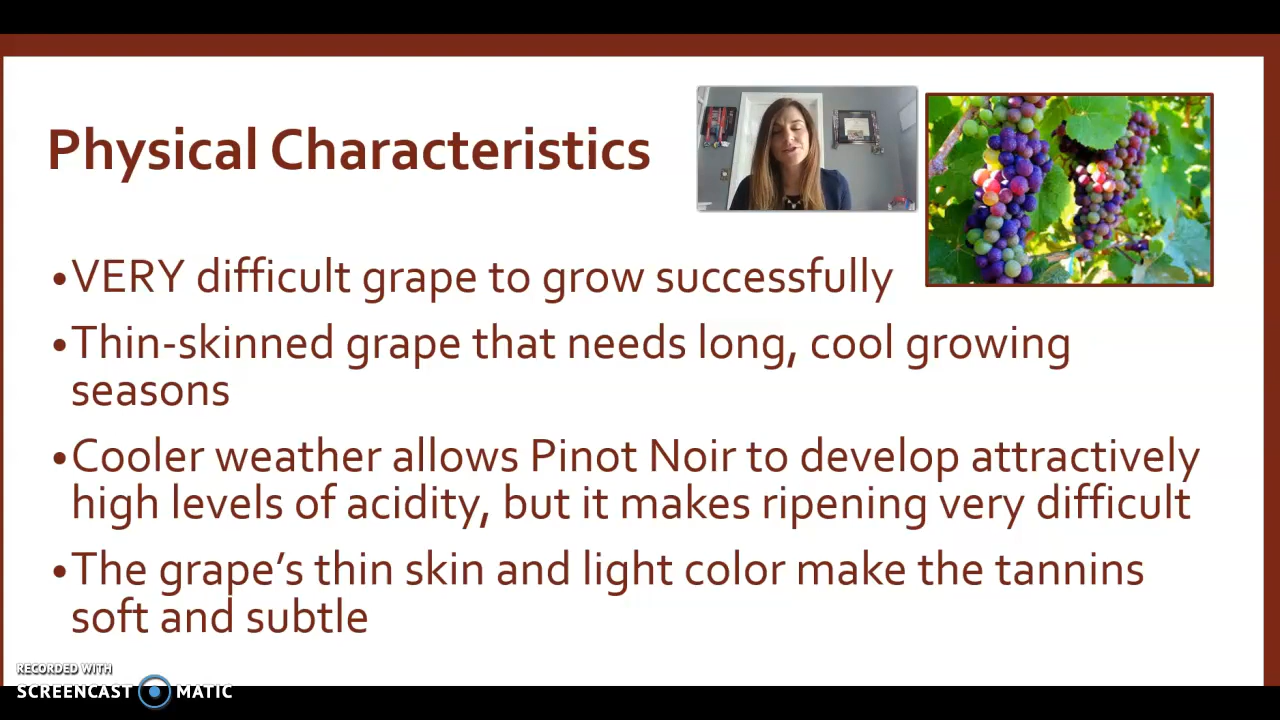 Physical Characteristics
•VERY difficult grape to grow successfully
•Thin-skinned grape that needs long, cool growing
seasons
•Cooler weather allows Pinot Noir to develop attractively
high levels of acidity, but it makes ripening very difficult
•The grape’s thin skin and light color make the tannins
soft and subtle
RECORDED WITH
SCREENCAST MATIC